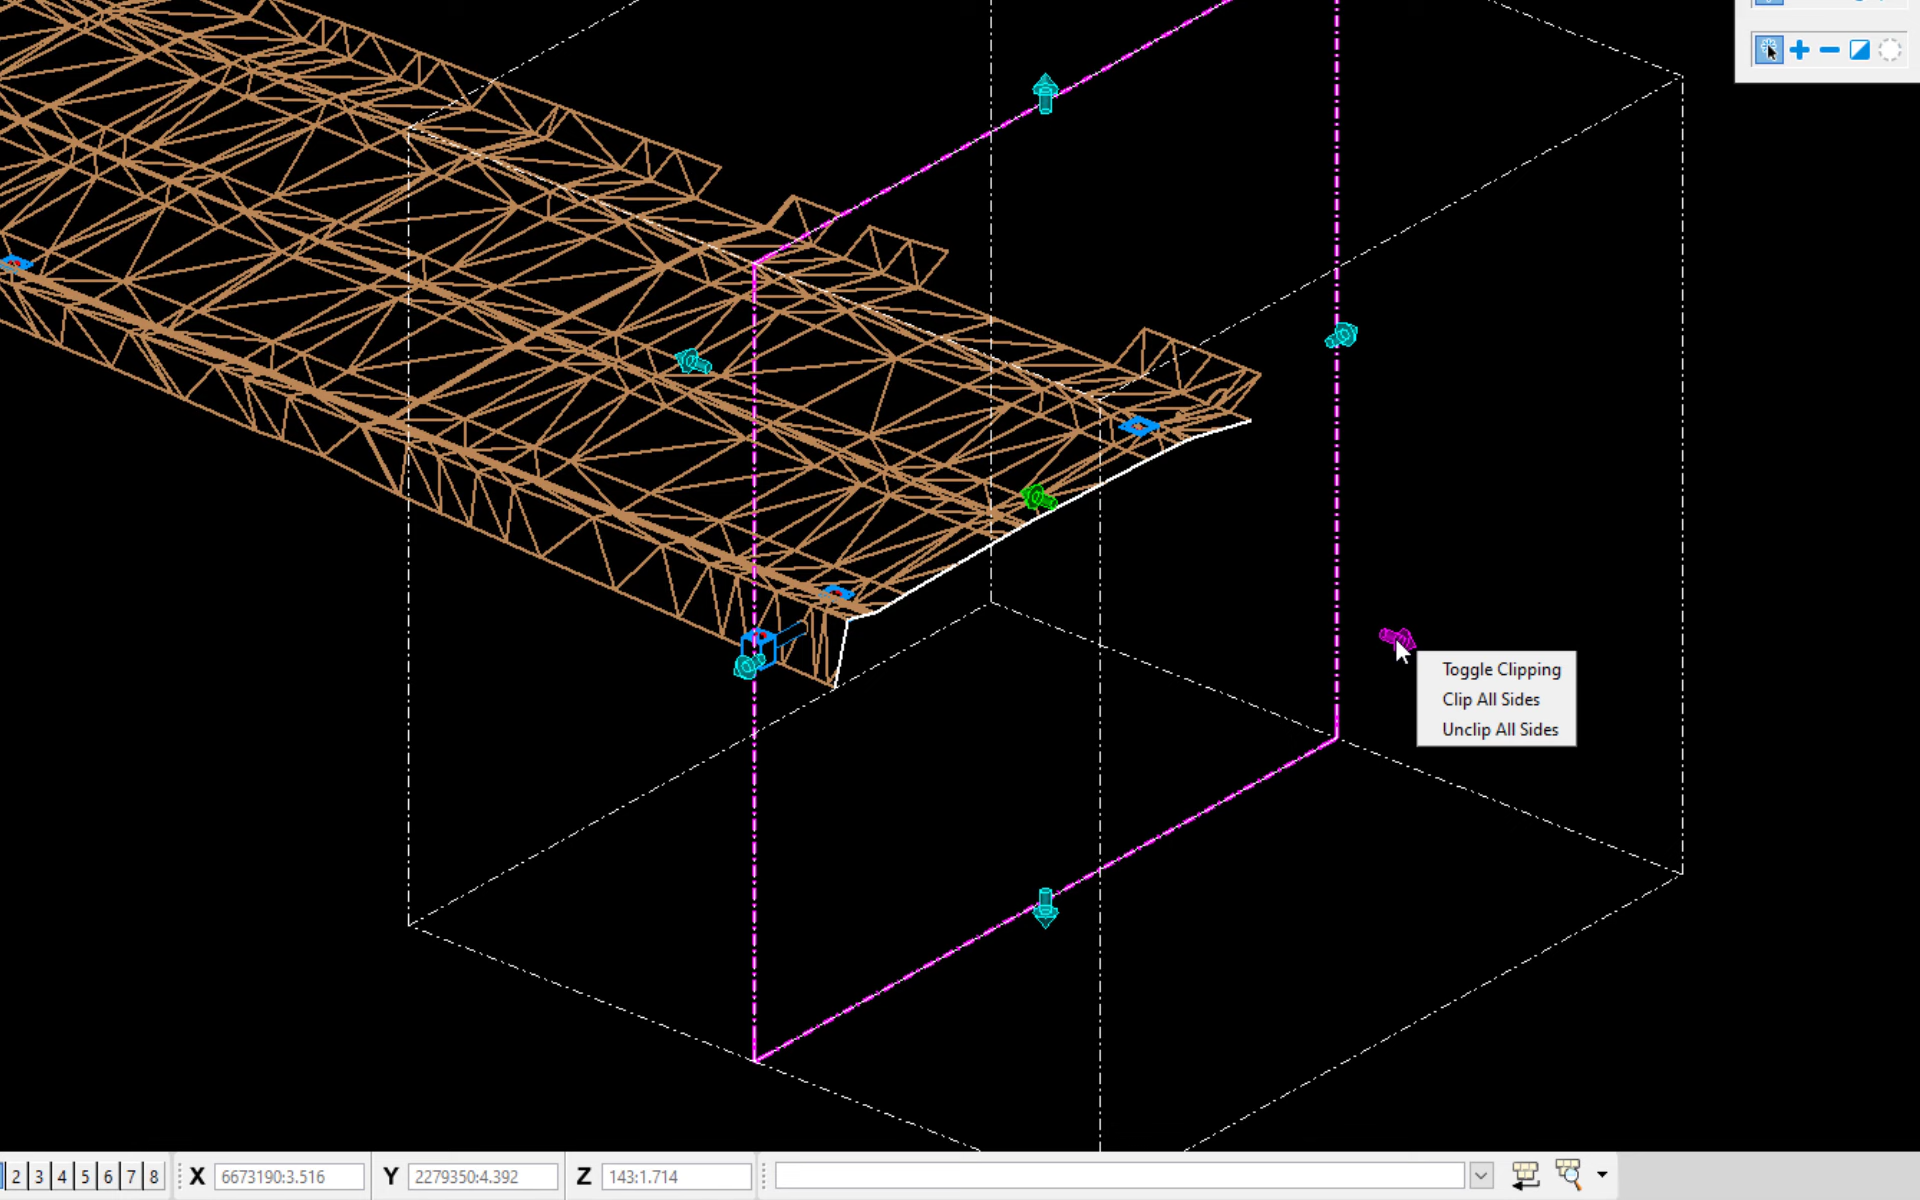 Toggle Clipping
Clip All Sides
Unclip All Sides
2 3 4 5 6 7 8 X 6673190:3.516 Y 2279350:4.392 Z 143:1.714